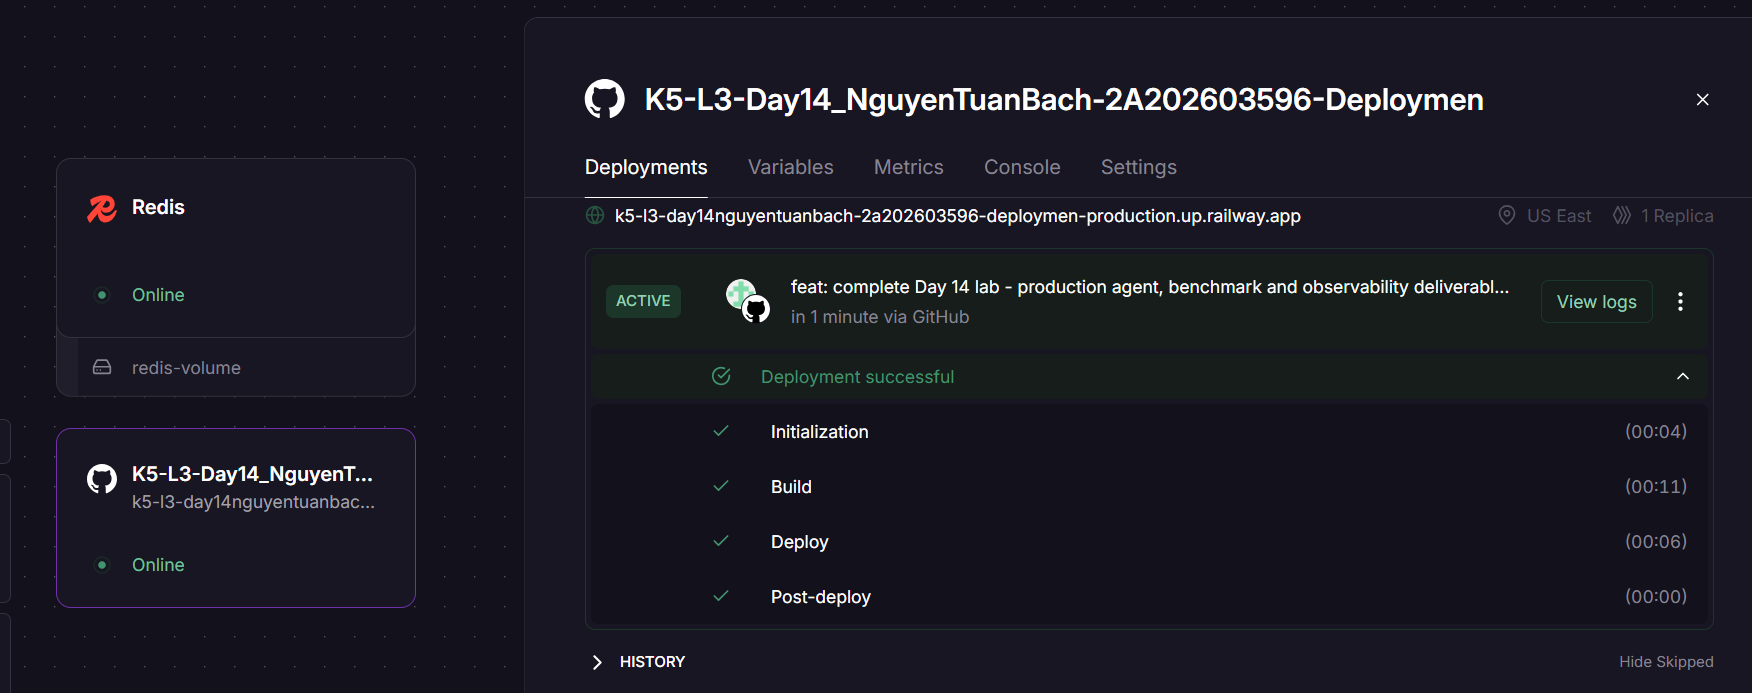 Redis
Online
redis-volume
K5-L3-Day14_NguyenT...
k5-l3-day14nguyentuanbac...
Online
K5-L3-Day14_NguyenTuanBach-2A202603596-Deploymen
Deployments Variables Metrics Console Settings
k5-l3-day14nguyentuanbach-2a202603596-deploymen-production.up.railway.app US East 1 Replica
ACTIVE feat: complete Day 14 lab - production agent, benchmark and observability deliverabl... View logs
in 1 minute via GitHub
Deployment successful
Initialization (00:04)
Build (00:11)
Deploy (00:06)
Post-deploy (00:00)
HISTORY Hide Skipped